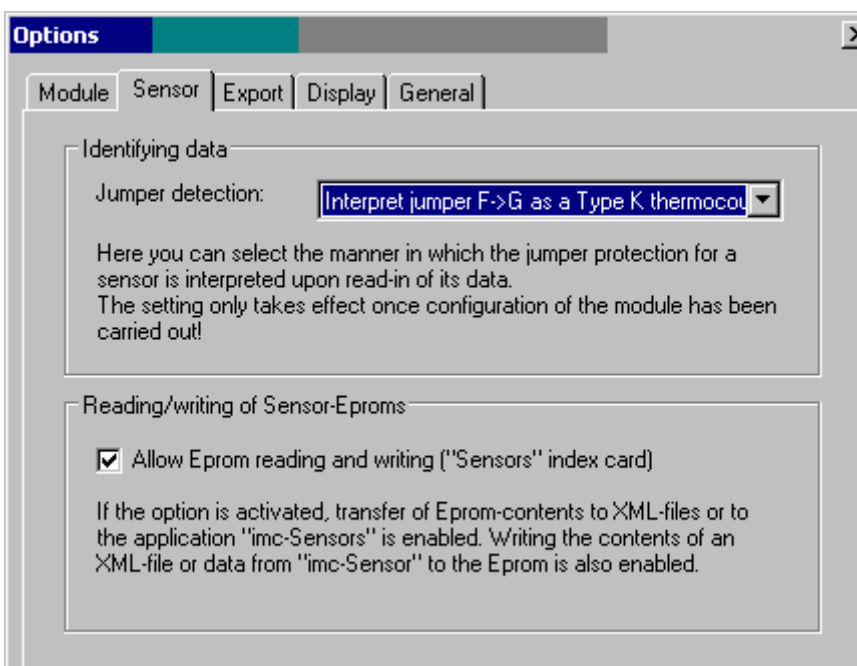 Options
Module Sensor Export Display General
Identifying data
Jumper detection: Interpret jumper F->G as a Type K thermocou
Here you can select the manner in which the jumper protection for a
sensor is interpreted upon read-in of its data.
The setting only takes effect once configuration of the module has been
carried out!
Reading/writing of Sensor-Eproms
Allow Eprom reading and writing ("Sensors" index card)
If the option is activated, transfer of Eprom-contents to XML-files or to
the application "imc-Sensors" is enabled. Writing the contents of an
XML-file or data from "imc-Sensor" to the Eprom is also enabled.